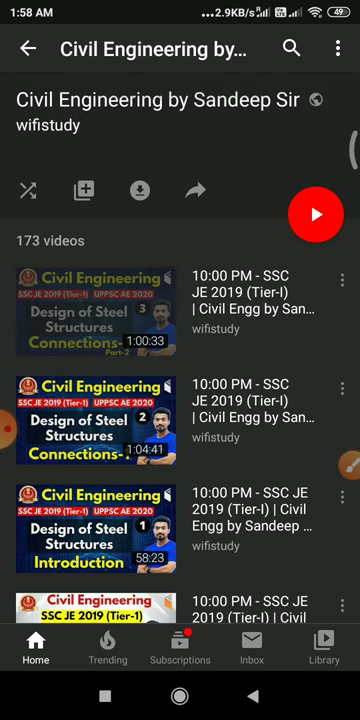 1:58 AM
...2.9KB/s
49
Civil Engineering by...
Civil Engineering by Sandeep Sir
wifistudy
173 videos
Civil Engineering
SSC JE 2019 (Tier-1) UPPSC AE 2020
Design of Steel 3
Structures
Connections-
Part-2
1:00:33
10:00 PM - SSC
JE 2019 (Tier-I)
| Civil Engg by San...
wifistudy
Civil Engineering
SSC JE 2019 (Tier-1) UPPSC AE 2020
Design of Steel 2
Structures
Connections-
1:04:41
10:00 PM - SSC
JE 2019 (Tier-I)
| Civil Engg by San...
wifistudy
Civil Engineering
SSC JE 2019 (Tier-1) UPPSC AE 2020
Design of Steel 1
Structures
Introduction
58:23
10:00 PM - SSC JE
2019 (Tier-I) | Civil
Engg by Sandeep ...
wifistudy
Civil Engineering
SSC JE 2019 (Tier-1)
10:00 PM - SSC JE
2019 (Tier-I) | Civil
Home
Trending
Subscriptions
Inbox
Library